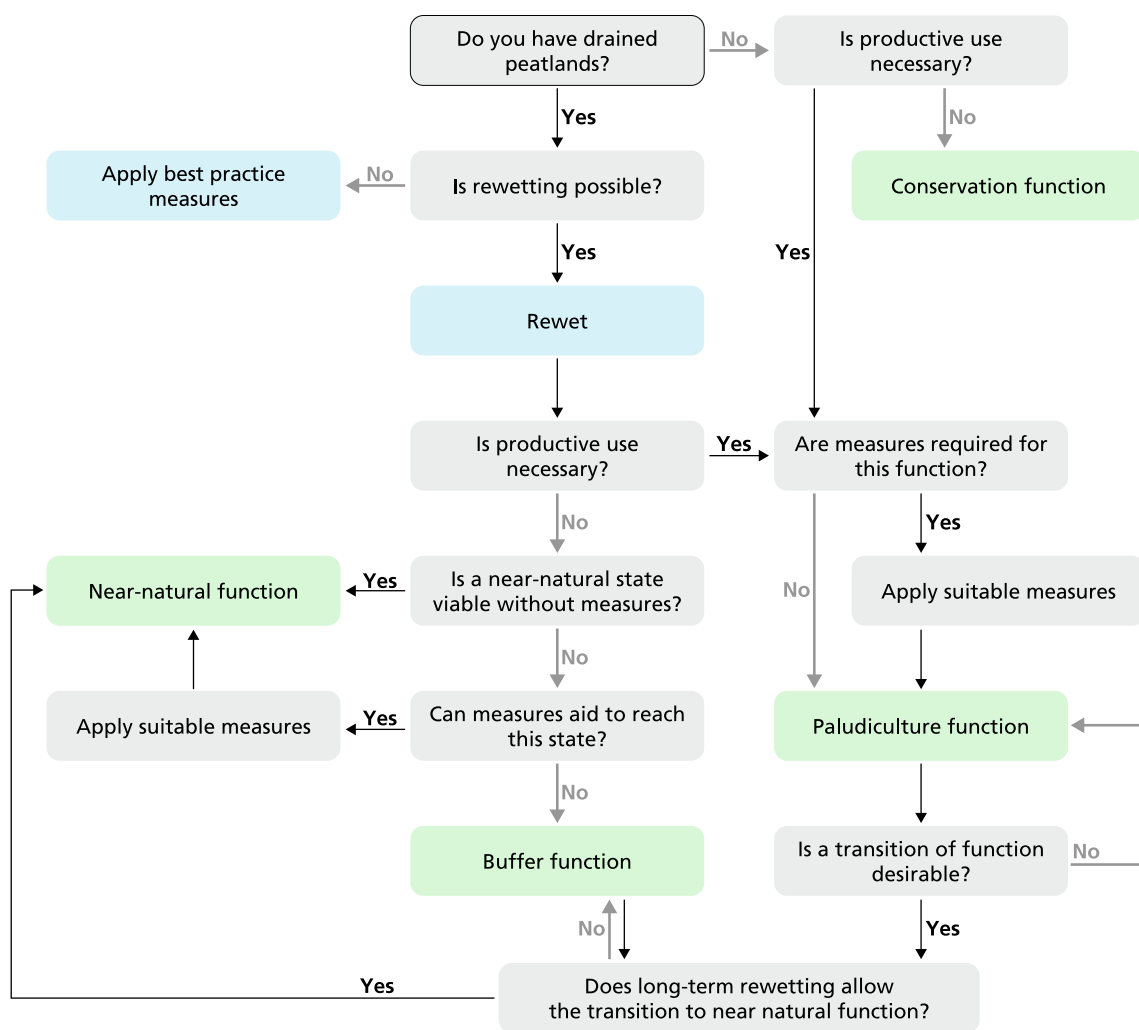 Do you have drained
peatlands?
No
Is productive use
necessary?
Yes
No
Apply best practice
measures
No
Is rewetting possible?
Conservation function
Yes
Yes
Rewet
Is productive use
necessary?
Yes
Are measures required for
this function?
No
Yes
Near-natural function
Yes
Is a near-natural state
viable without measures?
No
Apply suitable measures
No
Apply suitable measures
Yes
Can measures aid to reach
this state?
Paludiculture function
No
Buffer function
Is a transition of function
desirable?
No
No
Yes
Yes
Does long-term rewetting allow
the transition to near natural function?